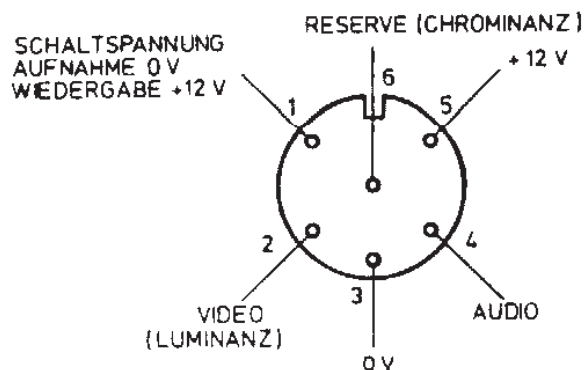 RESERVE (CHROMINANZ)
SCHALTSPANNUNG
AUFNAHME 0 V
WIEDERGABE +12 V
+12 V
1
6
5
2
3
4
VIDEO
(LUMINANZ)
AUDIO
0 V